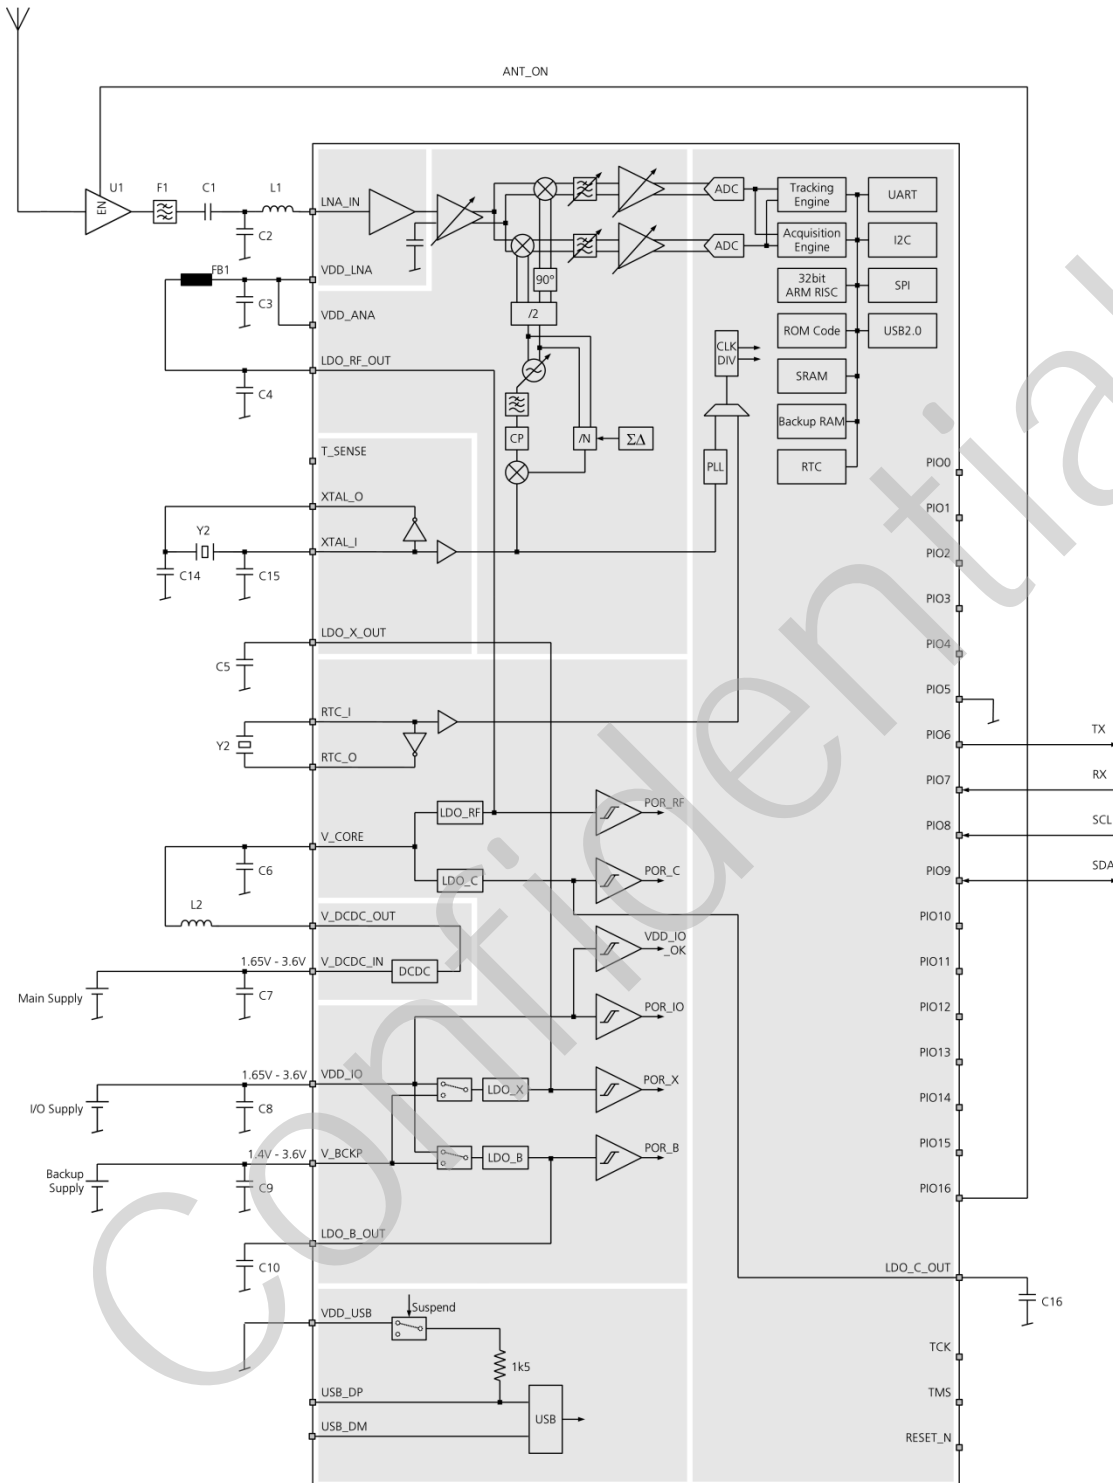 ANT_ON
U1
F1
C1
L1
EN
C2
LNA_IN
ADC
Tracking Engine
UART
ADC
Acquisition Engine
I2C
FB1
VDD_LNA
C3
90°
32bit ARM RISC
SPI
VDD_ANA
/2
ROM Code
USB2.0
LDO_RF_OUT
CLK DIV
C4
SRAM
Backup RAM
CP
/N
ΣΔ
T_SENSE
PLL
RTC
PIO0
XTAL_O
PIO1
Y2
XTAL_I
PIO2
C14
C15
PIO3
LDO_X_OUT
PIO4
C5
PIO5
RTC_I
PIO6
TX
Y2
RTC_O
PIO7
RX
LDO_RF
POR_RF
PIO8
SCL
V_CORE
C6
LDO_C
POR_C
PIO9
SDA
L2
V_DCDC_OUT
PIO10
VDD_IO
_OK
1.65V - 3.6V
V_DCDC_IN
DCDC
PIO11
Main Supply
C7
POR_IO
PIO12
PIO13
1.65V - 3.6V
VDD_IO
LDO_X
POR_X
I/O Supply
C8
PIO14
1.4V - 3.6V
V_BCKP
LDO_B
POR_B
PIO15
Backup Supply
C9
PIO16
LDO_B_OUT
C10
LDO_C_OUT
C16
VDD_USB
Suspend
1k5
TCK
USB_DP
TMS
USB
USB_DM
RESET_N
Confidential